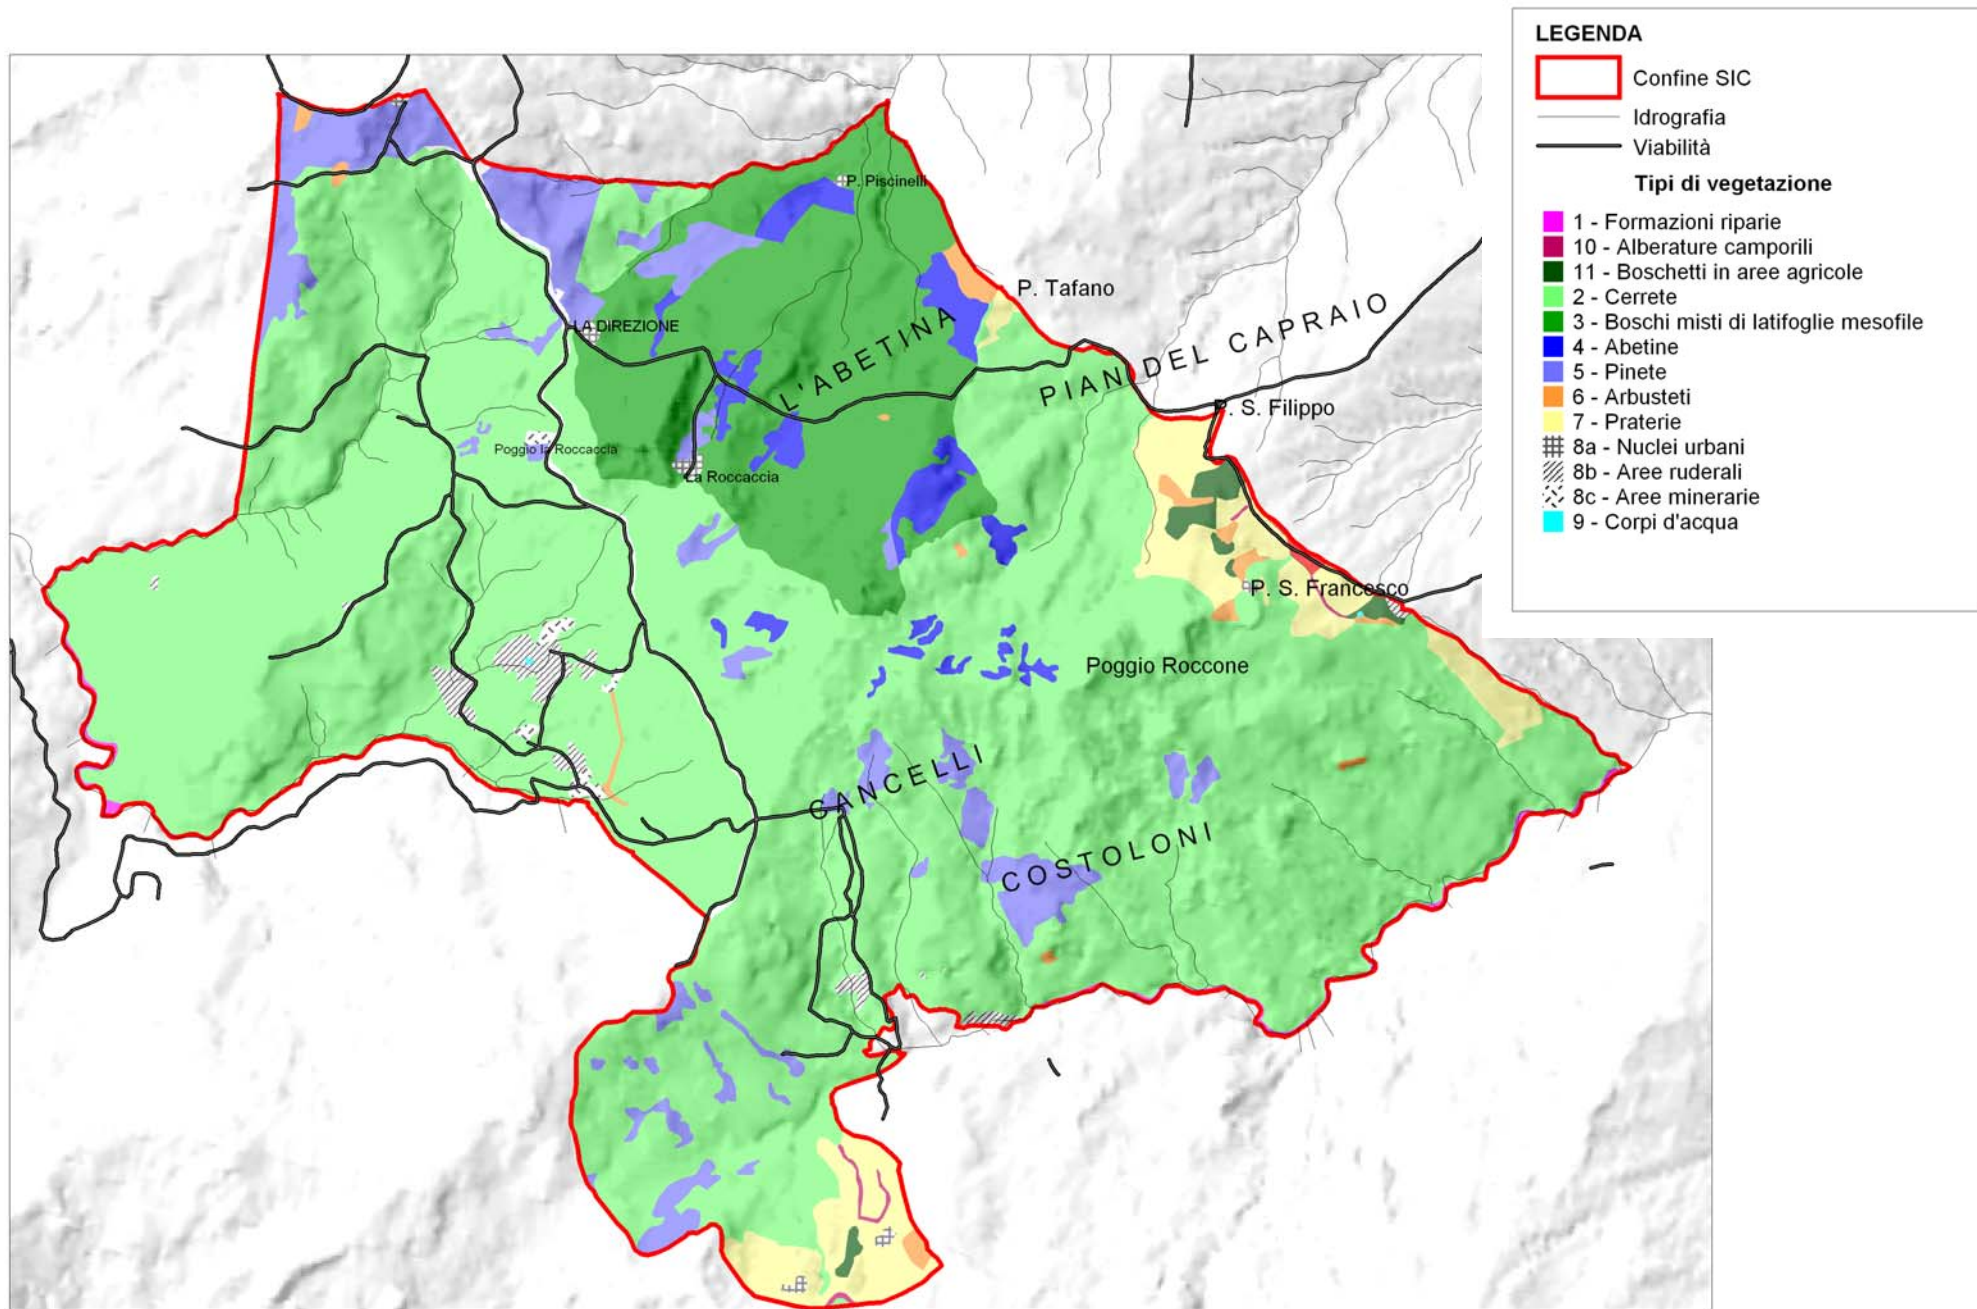 LEGENDA
Confine SIC
Idrografia
Viabilità
Tipi di vegetazione
1 - Formazioni riparie
10 - Alberature camporili
11 - Boschetti in aree agricole
2 - Cerrete
3 - Boschi misti di latifoglie mesofile
4 - Abetine
5 - Pinete
6 - Arbusteti
7 - Praterie
8a - Nuclei urbani
8b - Aree ruderali
8c - Aree minerarie
9 - Corpi d'acqua
P. Piscinelli
P. Tafano
LA DIREZIONE
L'ABETINA
PIAN DEL CAPRAIO
P. S. Filippo
Poggio la Roccaccia
La Roccaccia
P. S. Francesco
Poggio Roccone
CANCELLI
COSTOLONI